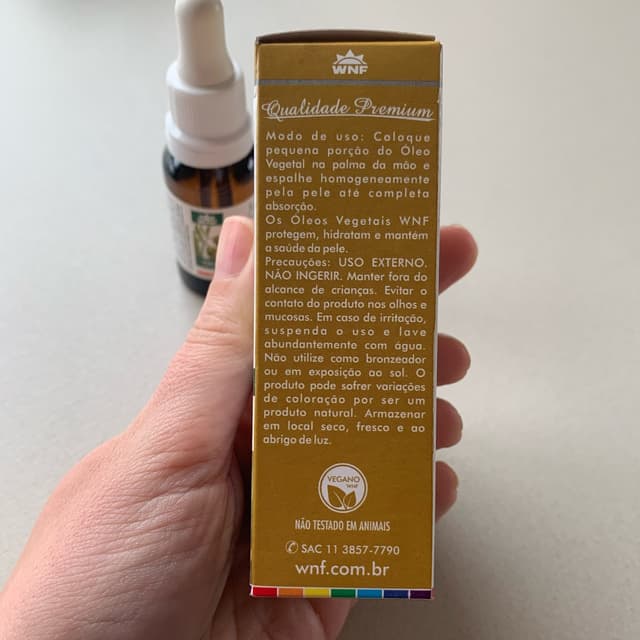 WNF
Qualidade Premium
Modo de uso: Coloque
pequena porção do Óleo
Vegetal na palma da mão e
espalhe homogeneamente
pela pele até completa
absorção.
Os Óleos Vegetais WNF
protegem, hidratam e mantém
a saúde da pele.
Precauções: USO EXTERNO.
NÃO INGERIR. Manter fora do
alcance de crianças. Evitar o
contato do produto nos olhos e
mucosas. Em caso de irritação,
suspenda o uso e lave
abundantemente com água.
Não utilize como bronzeador
ou em exposição ao sol. O
produto pode sofrer variações
de coloração por ser um
produto natural. Armazenar
em local seco, fresco e ao
abrigo de luz.
VEGANO
WNF
NÃO TESTADO EM ANIMAIS
SAC 11 3857-7790
wnf.com.br